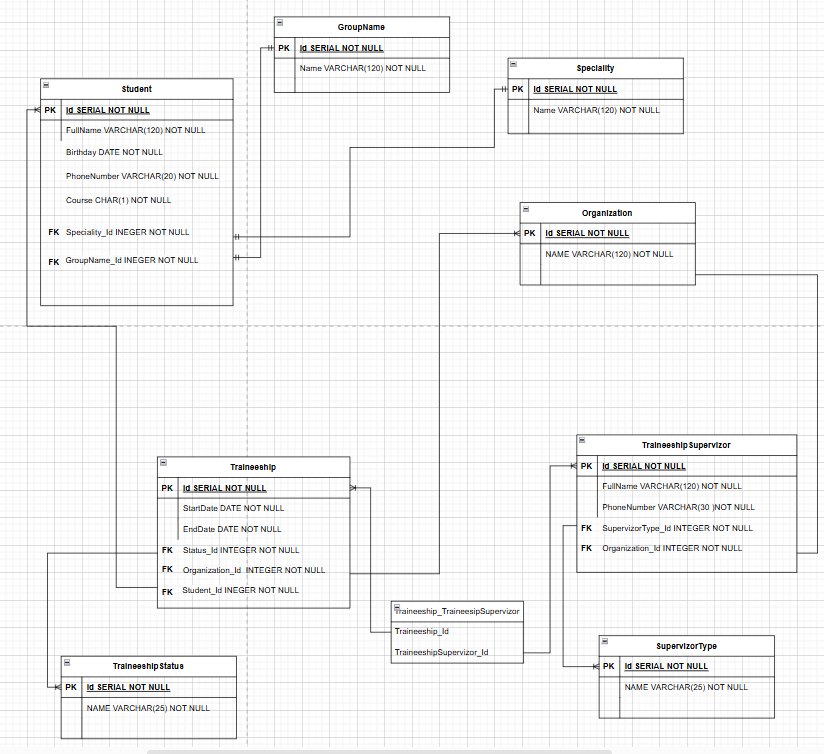 GroupName
PK Id SERIAL NOT NULL
Name VARCHAR(120) NOT NULL
Speciality
PK Id SERIAL NOT NULL
Name VARCHAR(120) NOT NULL
Student
PK Id SERIAL NOT NULL
FullName VARCHAR(120) NOT NULL
Birthday DATE NOT NULL
PhoneNumber VARCHAR(20) NOT NULL
Course CHAR(1) NOT NULL
FK Speciality_Id INEGER NOT NULL
FK GroupName_Id INEGER NOT NULL
Organization
PK Id SERIAL NOT NULL
NAME VARCHAR(120) NOT NULL
Traineeship
PK Id SERIAL NOT NULL
StartDate DATE NOT NULL
EndDate DATE NOT NULL
FK Status_Id INTEGER NOT NULL
FK Organization_Id INTEGER NOT NULL
FK Student_Id INEGER NOT NULL
TraineeshipSupervizor
PK Id SERIAL NOT NULL
FullName VARCHAR(120) NOT NULL
PhoneNumber VARCHAR(30 )NOT NULL
FK SupervizorType_Id INTEGER NOT NULL
FK Organization_Id INTEGER NOT NULL
Traineeship_TraineesipSupervizor
Traineeship_Id
TraineeshipSupervizor_Id
TraineeshipStatus
PK Id SERIAL NOT NULL
NAME VARCHAR(25) NOT NULL
SupervizorType
PK Id SERIAL NOT NULL
NAME VARCHAR(25) NOT NULL